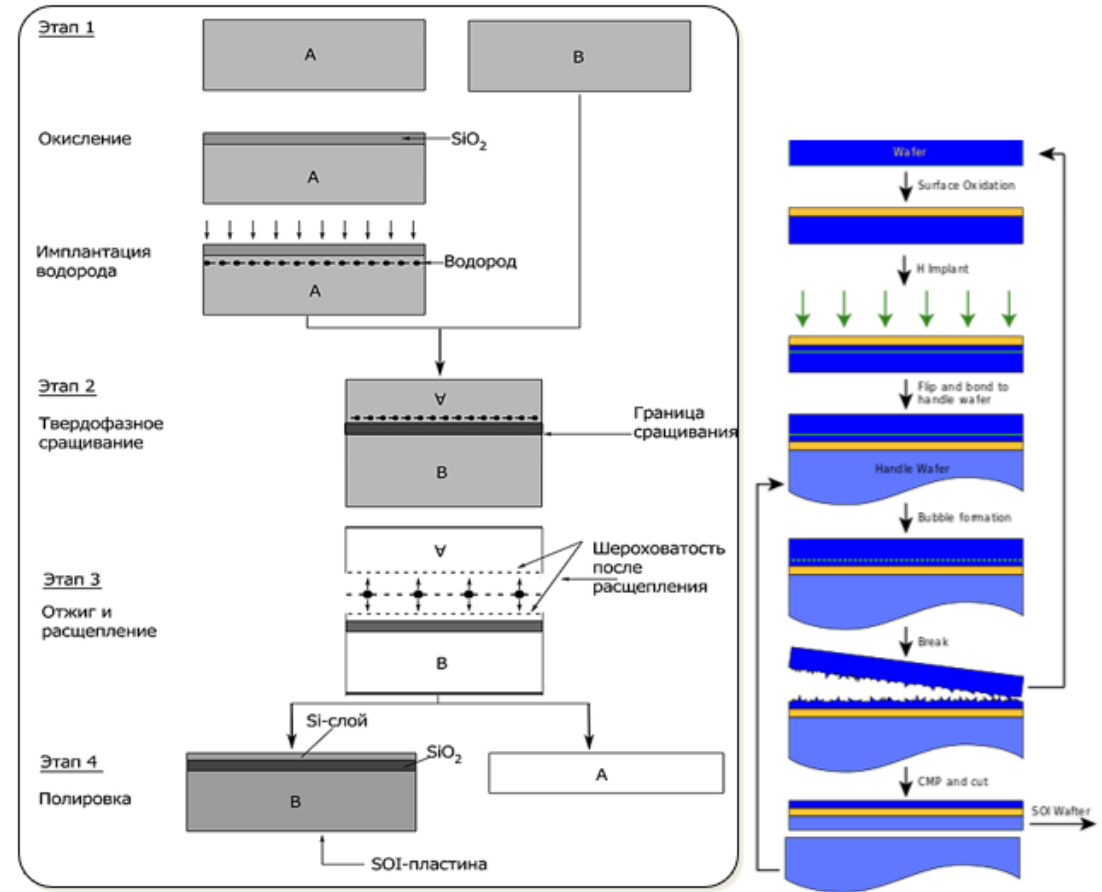 Этап 1
A
B
Окисление
SiO₂
A
Имплантация
водорода
Водород
A
Этап 2
A
Твердофазное
сращивание
Граница
сращивания
B
A
Шероховатость
после
расщепления
Этап 3
Отжиг и
расщепление
B
Si-слой
SiO₂
Этап 4
A
Полировка
B
SOI-пластина
Wafer
Surface Oxidation
H Implant
Flip and bond to
handle wafer
Handle Wafer
Bubble formation
Break
CMP and cut
SOI Wafter